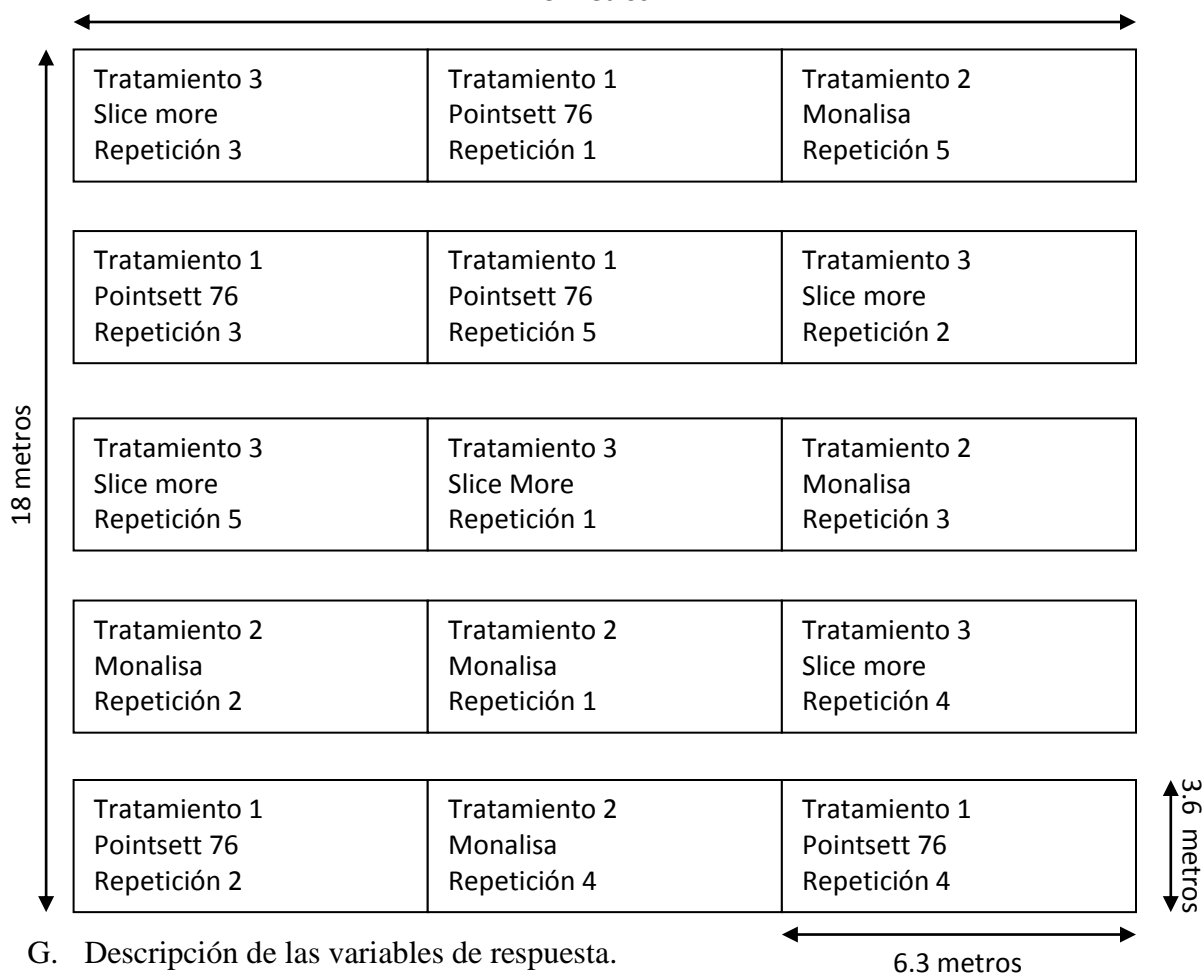 Tratamiento 3
Slice more
Repetición 3
Tratamiento 1
Pointsett 76
Repetición 1
Tratamiento 2
Monalisa
Repetición 5
Tratamiento 1
Pointsett 76
Repetición 3
Tratamiento 1
Pointsett 76
Repetición 5
Tratamiento 3
Slice more
Repetición 2
Tratamiento 3
Slice more
Repetición 5
Tratamiento 3
Slice More
Repetición 1
Tratamiento 2
Monalisa
Repetición 3
Tratamiento 2
Monalisa
Repetición 2
Tratamiento 2
Monalisa
Repetición 1
Tratamiento 3
Slice more
Repetición 4
Tratamiento 1
Pointsett 76
Repetición 2
Tratamiento 2
Monalisa
Repetición 4
Tratamiento 1
Pointsett 76
Repetición 4
18 metros
3.6 metros
6.3 metros
G. Descripción de las variables de respuesta.